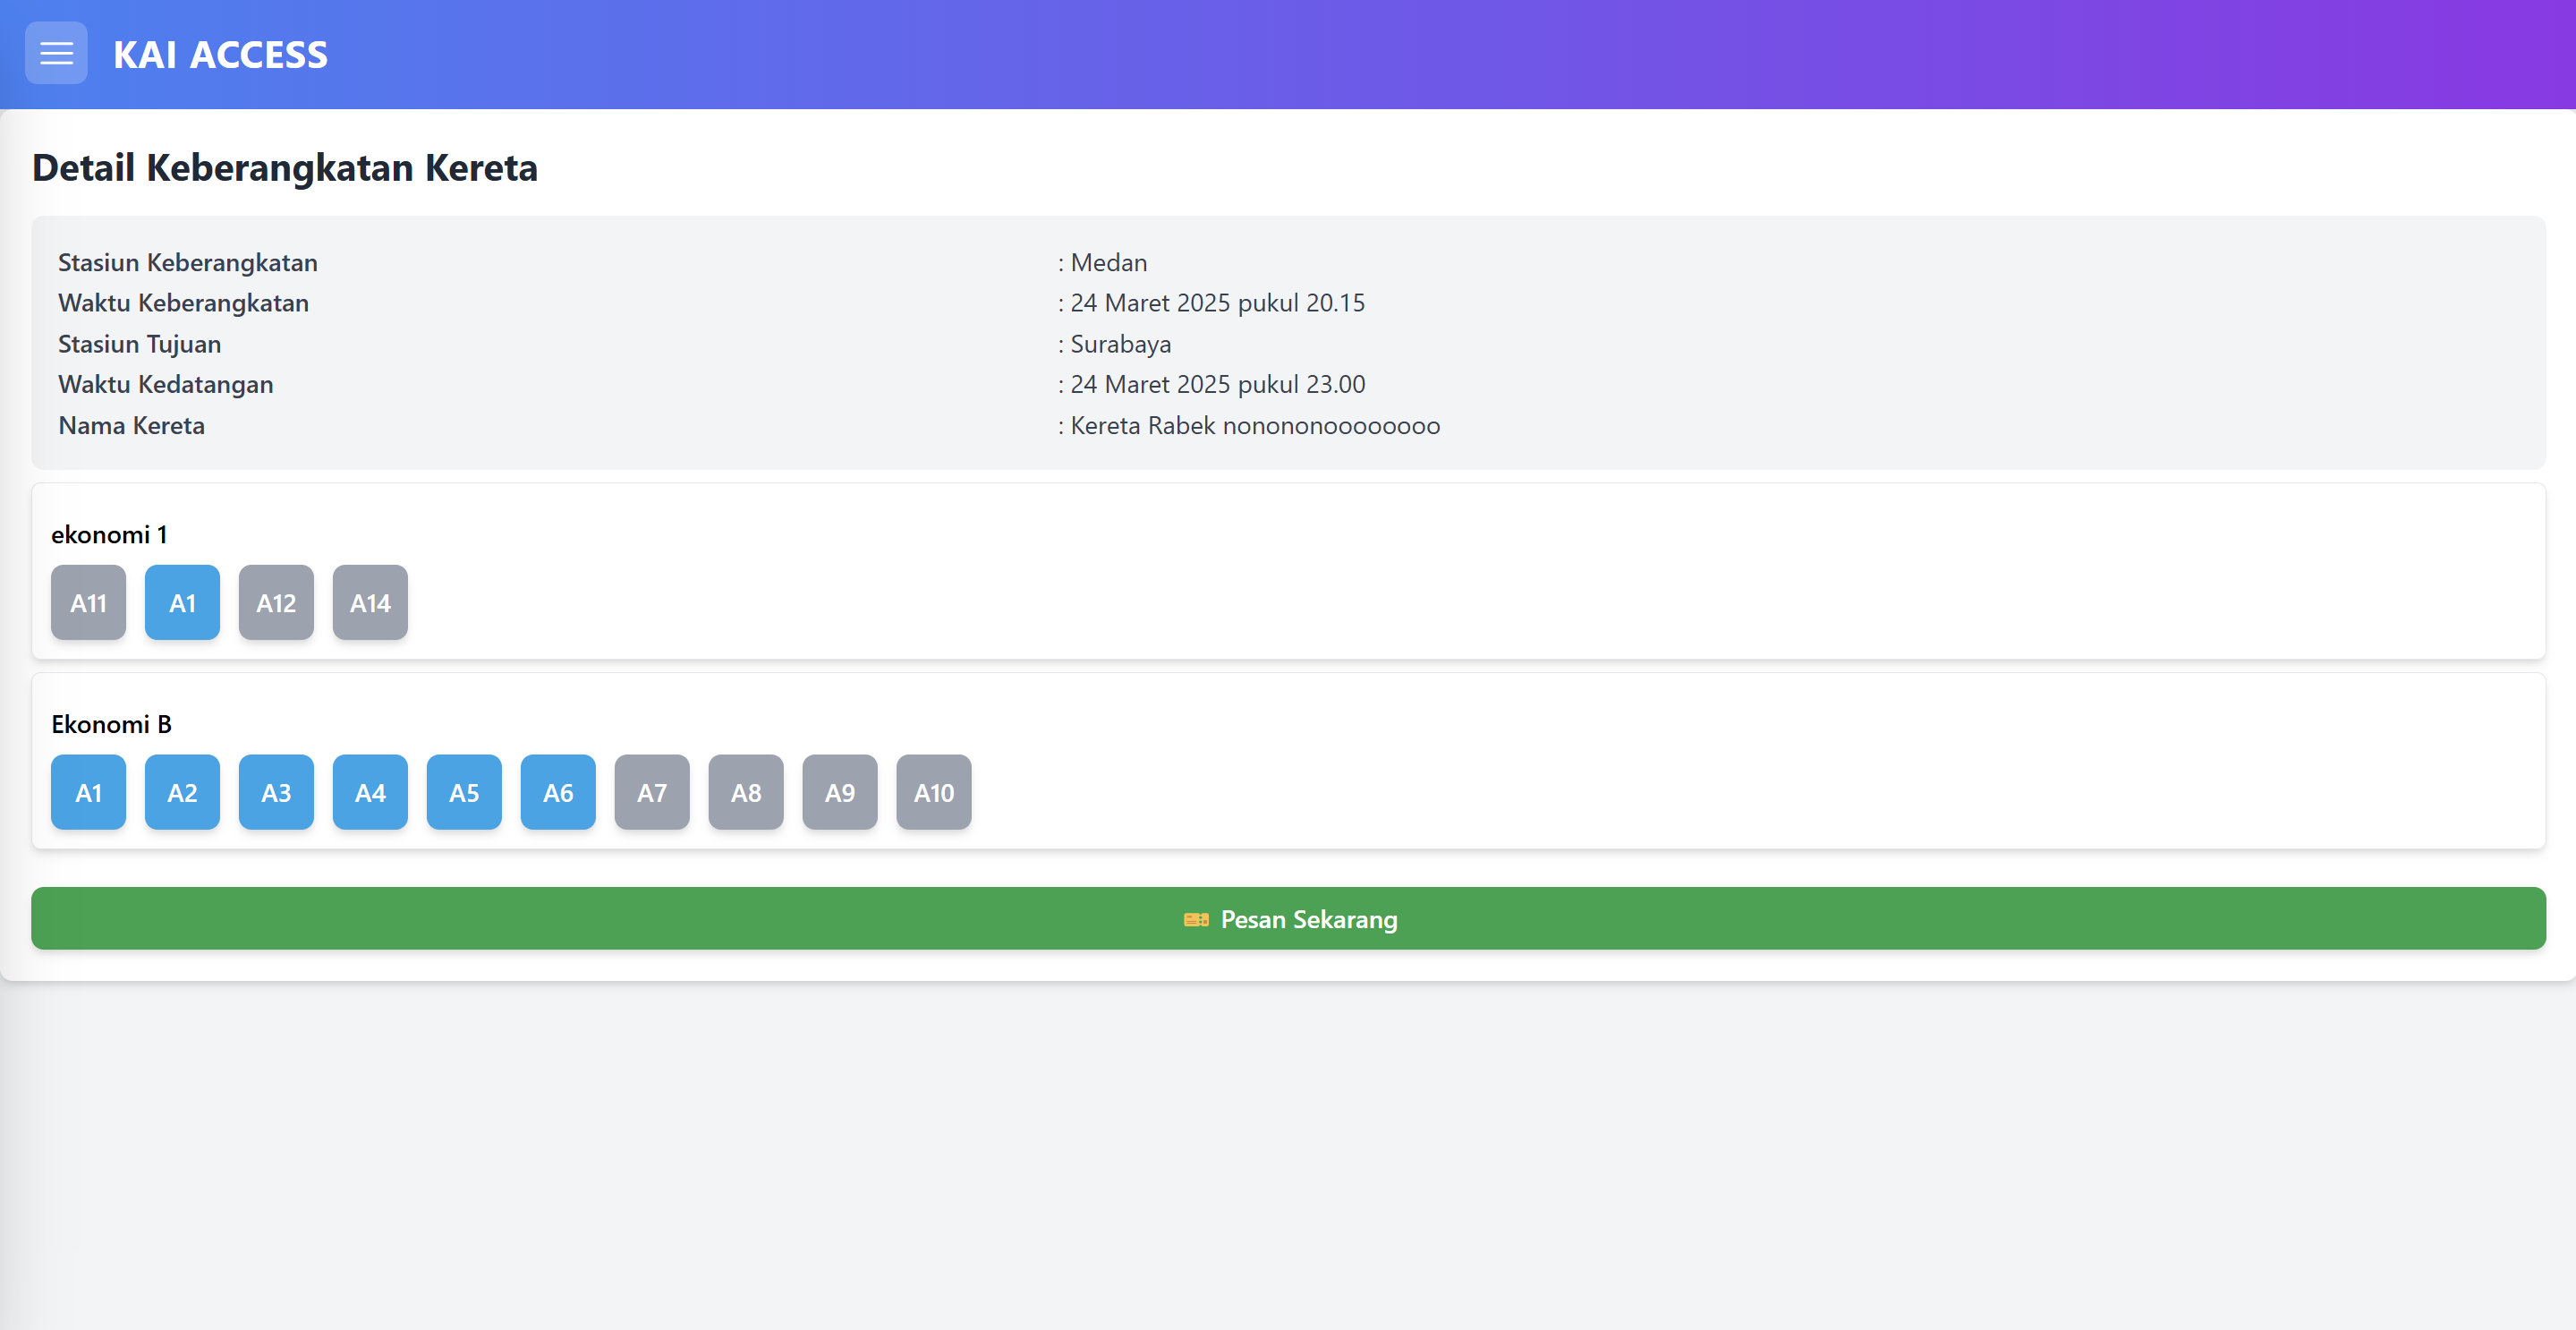 KAI ACCESS
Detail Keberangkatan Kereta
Stasiun Keberangkatan : Medan
Waktu Keberangkatan : 24 Maret 2025 pukul 20.15
Stasiun Tujuan : Surabaya
Waktu Kedatangan : 24 Maret 2025 pukul 23.00
Nama Kereta : Kereta Rabek nonononoooooooo
ekonomi 1
A11 A1 A12 A14
Ekonomi B
A1 A2 A3 A4 A5 A6 A7 A8 A9 A10
Pesan Sekarang